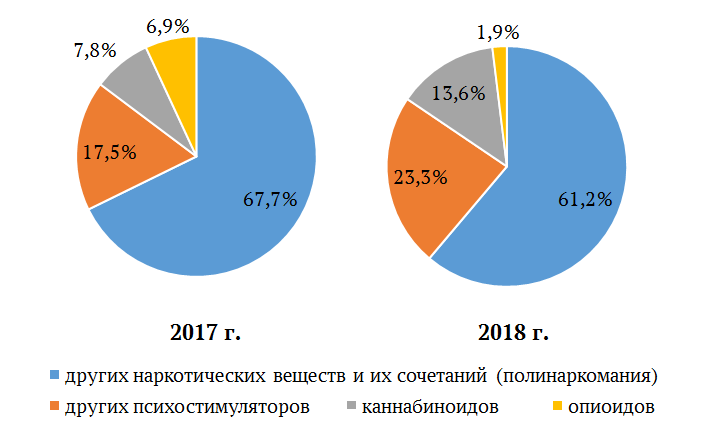 6,9%
7,8%
17,5%
67,7%
1,9%
13,6%
23,3%
61,2%
2017 г.
2018 г.
других наркотических веществ и их сочетаний (полинаркомания)
других психостимуляторов
каннабиноидов
опиоидов